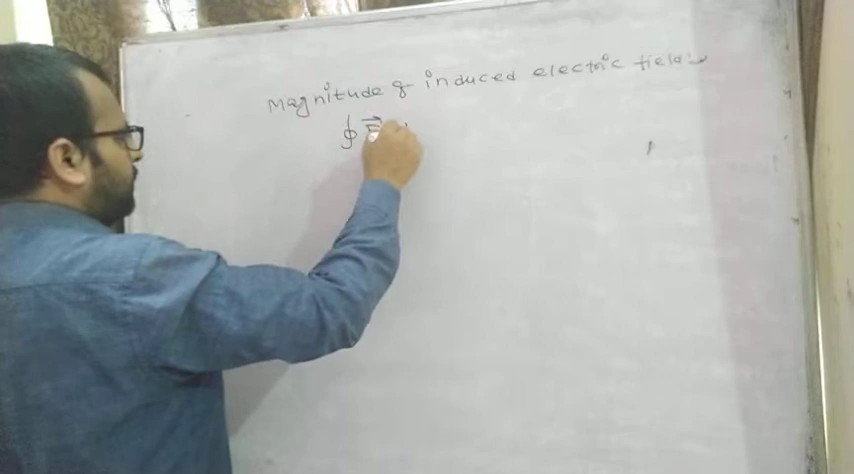 Magnitude of induced electric field:-
∮ E⃗